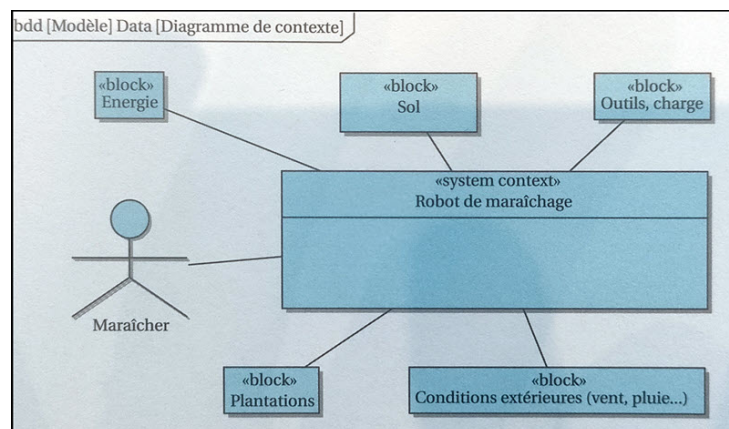 bdd [Modèle] Data [Diagramme de contexte]
«block»
Energie
«block»
Sol
«block»
Outils, charge
«system context»
Robot de maraîchage
Maraîcher
«block»
Plantations
«block»
Conditions extérieures (vent, pluie...)